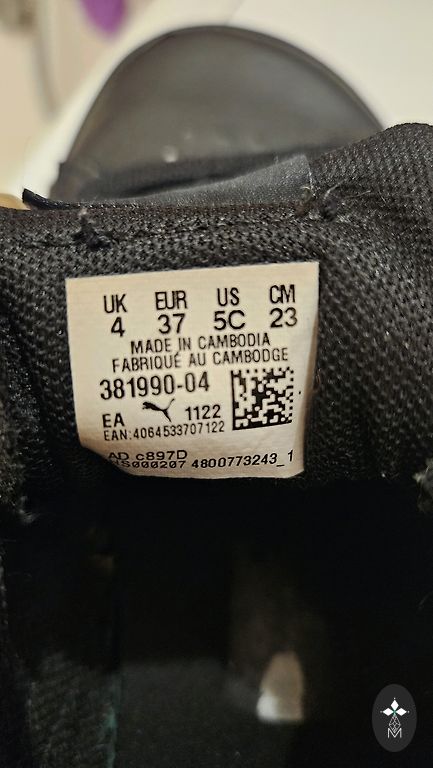 UK EUR US CM
4 37 5C 23
MADE IN CAMBODIA
FABRIQUÉ AU CAMBODGE
381990-04
EA 1122
EAN:4064533707122
AD c897D
NS000207 4800773243_1
M